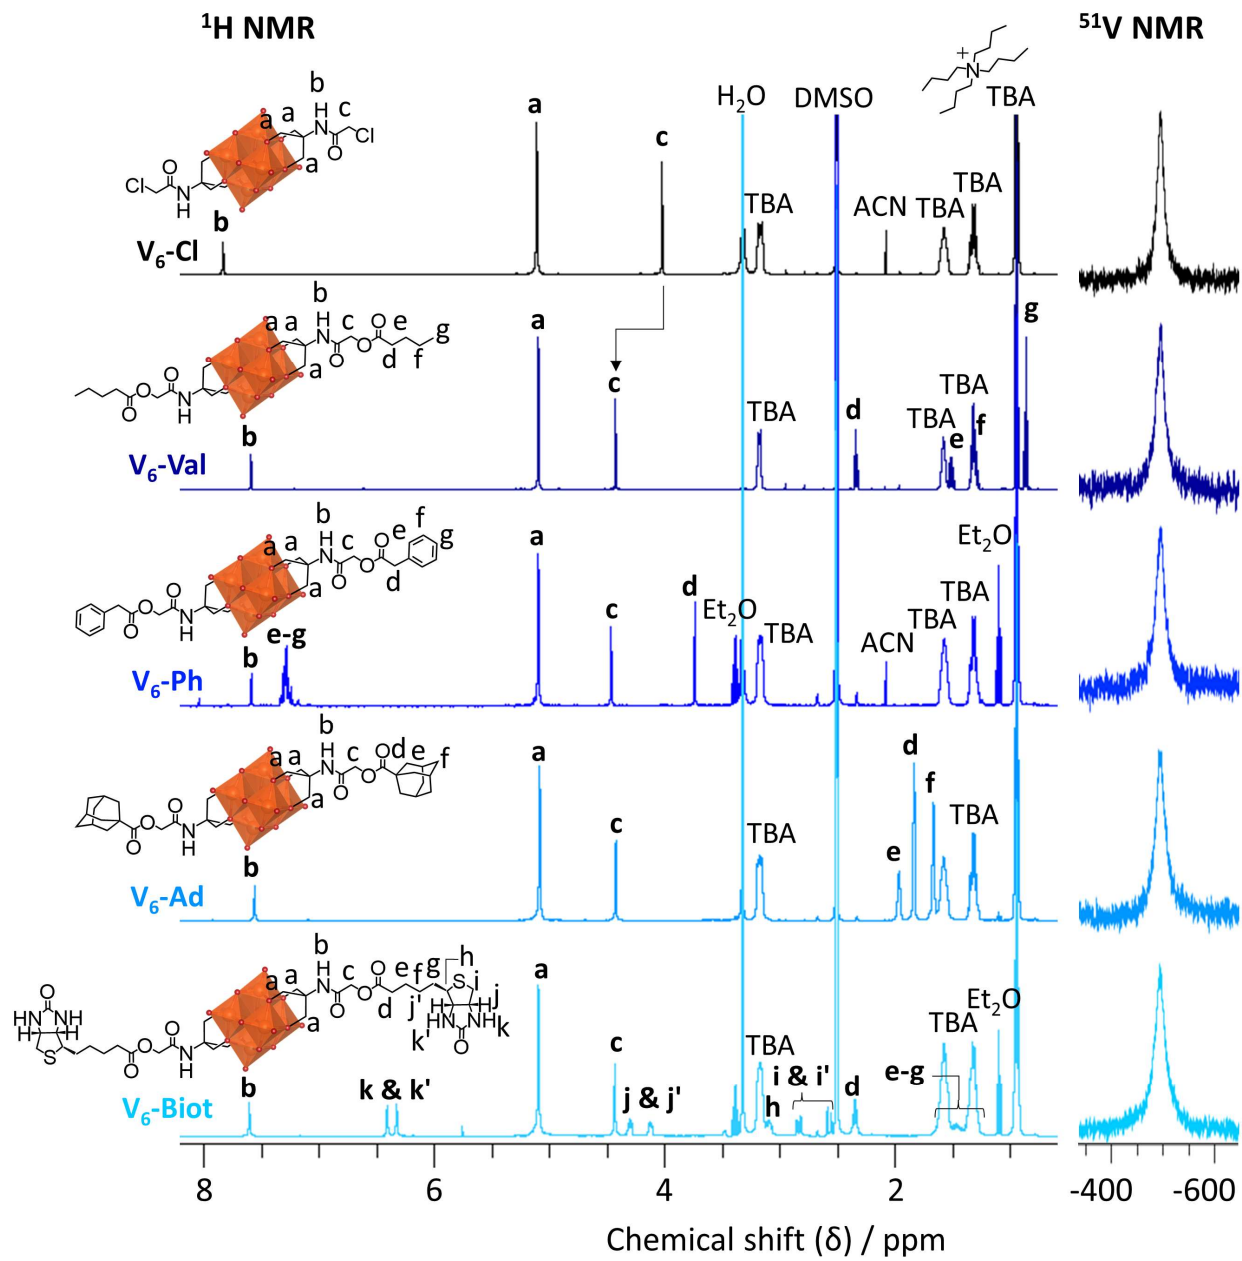 ¹H NMR
⁵¹V NMR
b
H
N
a a
c
Cl
O
a
O
Cl
N
H
b
V₆-Cl
a
c
H₂O
DMSO
TBA
TBA
ACN
TBA
TBA
N
+
b
H
N
a a
c
O
e
g
O
O
d
f
a
O
O
O
N
H
b
V₆-Val
a
c
TBA
d
TBA
e
TBA
f
g
b
H
N
a a
c
O
e
f
g
O
O
d
a
O
O
O
N
H
e-g
b
V₆-Ph
a
c
d
Et₂O
TBA
ACN
TBA
TBA
Et₂O
b
H
N
a a
c
O
d
e
f
O
O
a
O
O
O
N
H
b
V₆-Ad
a
c
TBA
e
d
f
TBA
b
H
N
a a
c
O
e
f
g
h
S
i
O
O
d
j'
H
H
j
a
k'
HN
NH
k
O
O
HN
NH
H
H
S
O
O
O
N
H
b
V₆-Biot
k & k'
a
c
j & j'
TBA
h
i & i'
d
e-g
TBA
Et₂O
8
6
4
2
-400
-600
Chemical shift (δ) / ppm